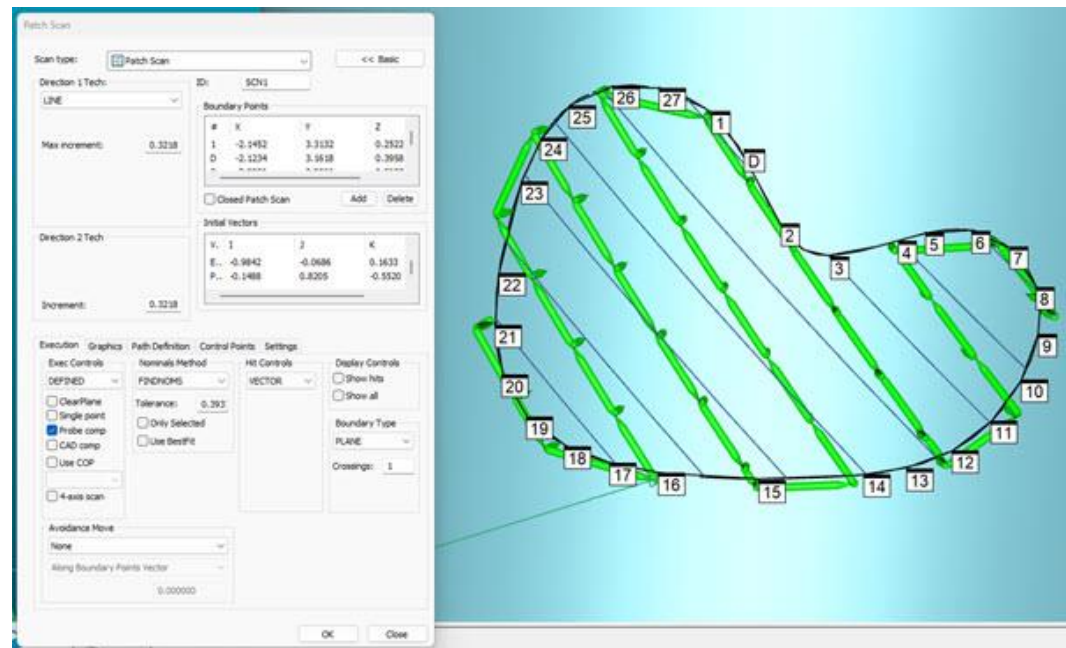 Patch Scan
Scan type: Patch Scan << Basic
Direction 1 Tech: ID: SCN1
LINE
Boundary Points
# X Y Z
Max increment: 0.3218 1 -2.1452 3.3132 0.2522
D -2.1234 3.1618 0.3958
Closed Patch Scan Add Delete
Initial Vectors
Direction 2 Tech
V. I J K
E.. -0.9842 -0.0686 0.1633
P.. -0.1488 0.8205 -0.5520
Increment: 0.3218
Execution Graphics Path Definition Control Points Settings
Exec Controls Nominals Method Hit Controls Display Controls
DEFINED FINDNOMS VECTOR Show hits
ClearPlane Tolerance: 0.393 Show all
Single point
Probe comp Only Selected Boundary Type
CAD comp Use BestFit PLANE
Use COP Crossings: 1
4-axis scan
Avoidance Move
None
Along Boundary Points Vector
0.000000
OK Close
26 27
25 1
24 D
23
2
3 4 5 6 7
22
8
21
9
20 10
19 11
18 12
17 16 15 14 13